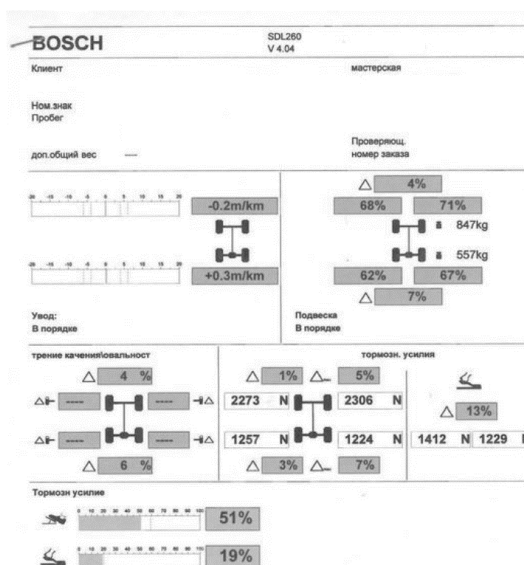 BOSCH
SDL260
V 4.04
Клиент
мастерская
Ном.знак
Пробег
Проверяющ.
доп.общий вес ---- номер заказа
-0.2m/km
+0.3m/km
Увод:
В порядке
4%
68% 71%
847kg
557kg
62% 67%
7%
Подвеска
В порядке
трение качения\овальност
4 %
---- ----
---- ----
6 %
тормозн. усилия
1% 5%
2273 N 2306 N
1257 N 1224 N
3% 7%
13%
1412 N 1229
Тормозн усилие
51%
19%